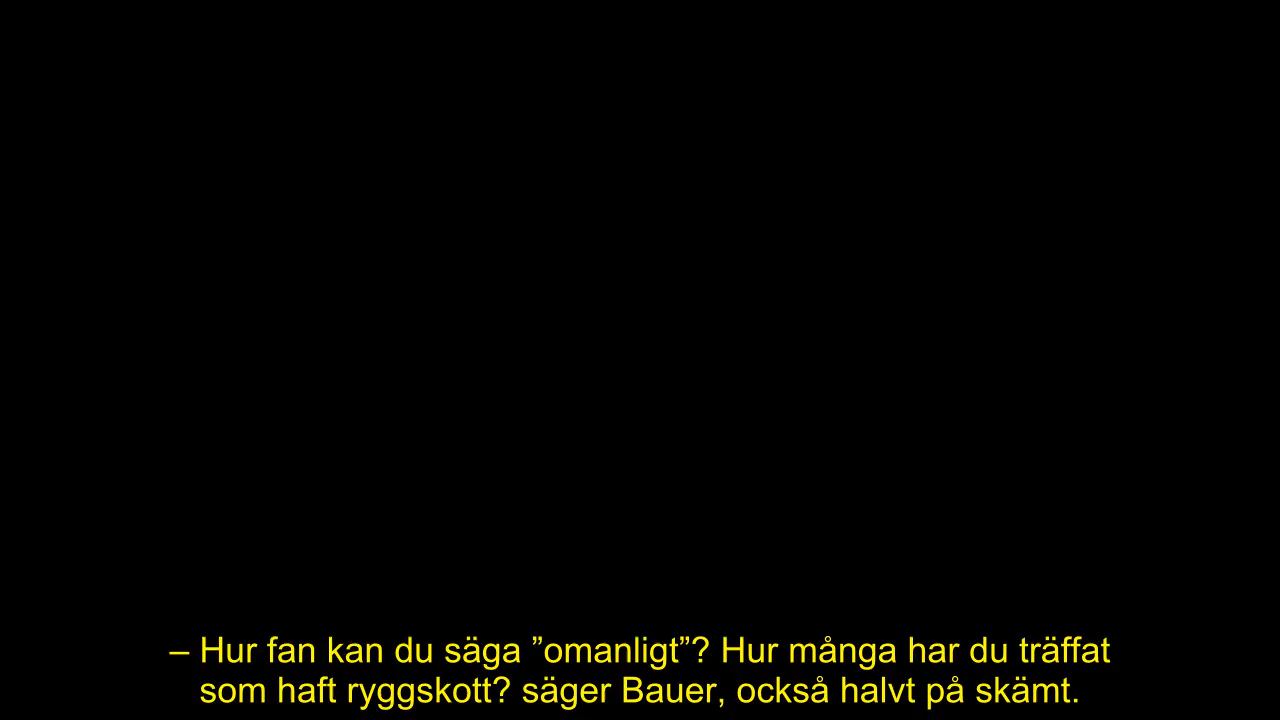 – Hur fan kan du säga ”omanligt”? Hur många har du träffat
som haft ryggskott? säger Bauer, också halvt på skämt.